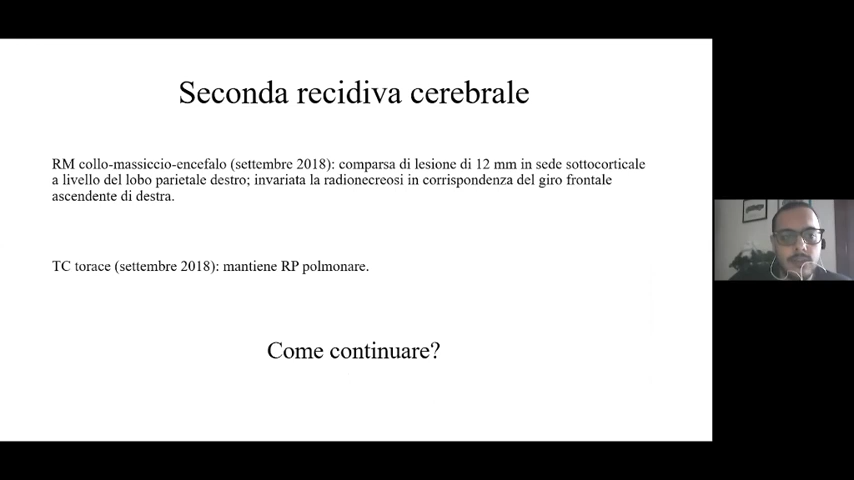 Seconda recidiva cerebrale
RM collo-massiccio-encefalo (settembre 2018): comparsa di lesione di 12 mm in sede sottocorticale
a livello del lobo parietale destro; invariata la radionecreosi in corrispondenza del giro frontale
ascendente di destra.
TC torace (settembre 2018): mantiene RP polmonare.
Come continuare?